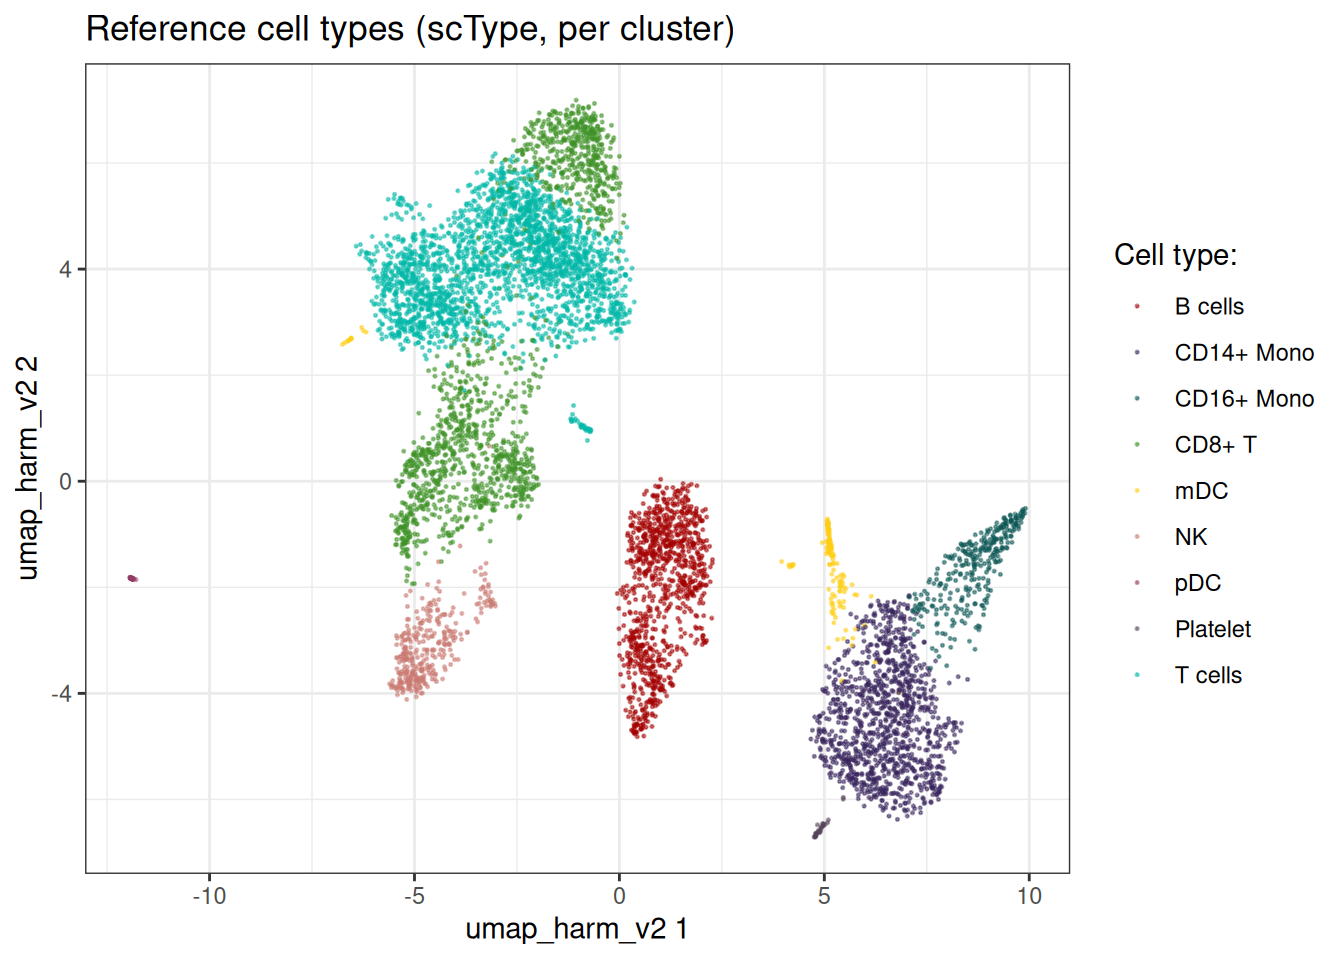 Reference cell types (scType, per cluster)
umap_harm_v2 2
4
0
-4
-10
-5
0
5
10
umap_harm_v2 1
Cell type:
B cells
CD14+ Mono
CD16+ Mono
CD8+ T
mDC
NK
pDC
Platelet
T cells